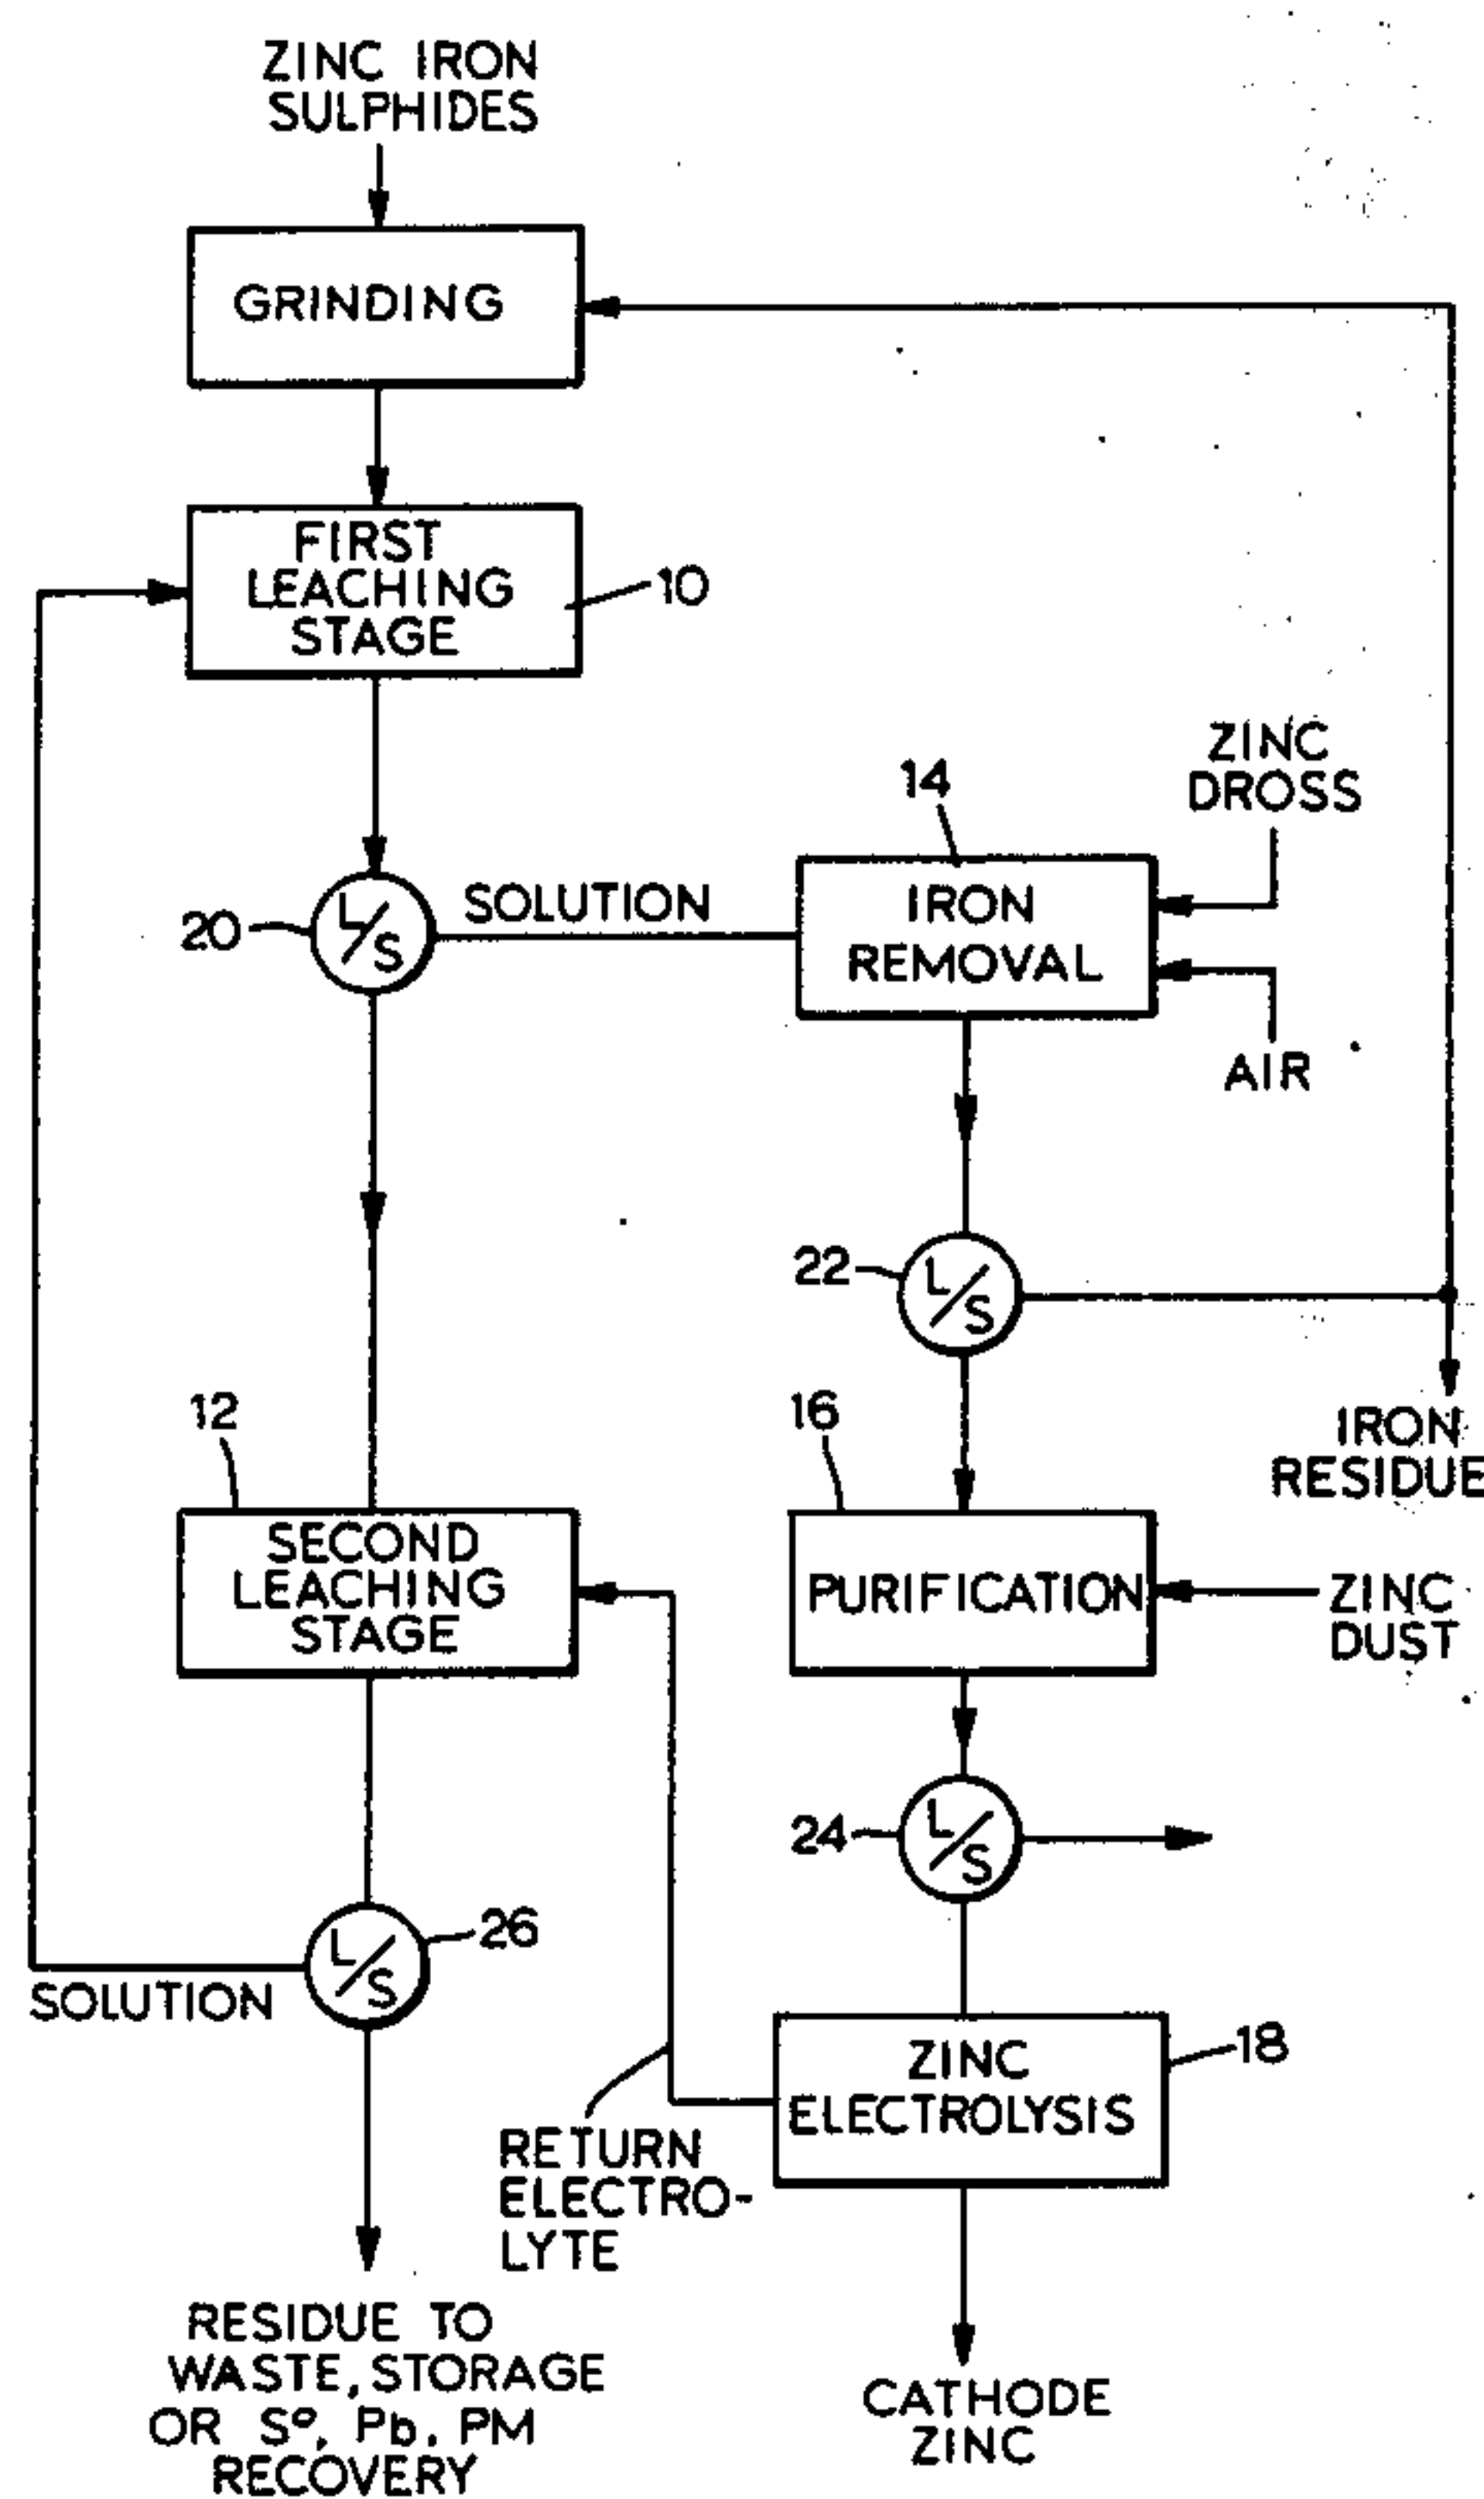 ZINC IRON
SULPHIDES
GRINDING
FIRST
LEACHING
STAGE
10
ZINC
DROSS
14
20
L/S
SOLUTION
IRON
REMOVAL
AIR
22
L/S
12
16
IRON
RESIDUE
SECOND
LEACHING
STAGE
PURIFICATION
ZINC
DUST
24
L/S
26
L/S
SOLUTION
18
ZINC
ELECTROLYSIS
RETURN
ELECTRO-
LYTE
RESIDUE TO
WASTE, STORAGE
OR S°, Pb, PM
RECOVERY
CATHODE
ZINC